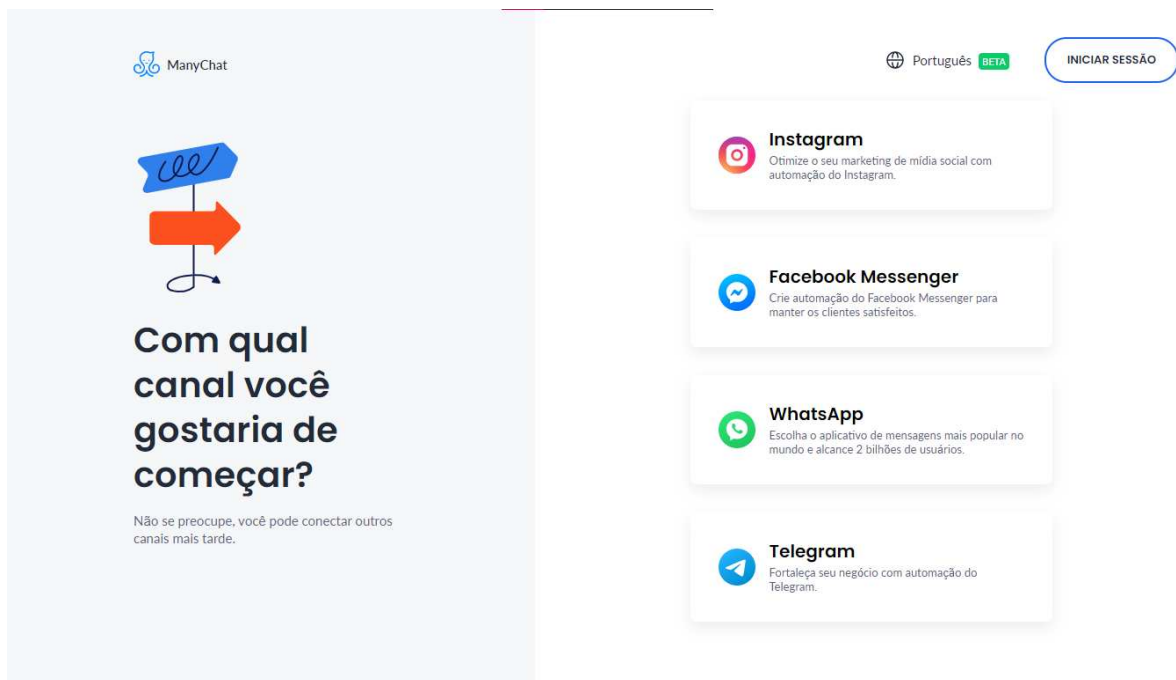 ManyChat
Português BETA
INICIAR SESSÃO
Com qual
canal você
gostaria de
começar?
Não se preocupe, você pode conectar outros
canais mais tarde.
Instagram
Otimize o seu marketing de mídia social com
automação do Instagram.
Facebook Messenger
Crie automação do Facebook Messenger para
manter os clientes satisfeitos.
WhatsApp
Escolha o aplicativo de mensagens mais popular no
mundo e alcance 2 bilhões de usuários.
Telegram
Fortaleça seu negócio com automação do
Telegram.